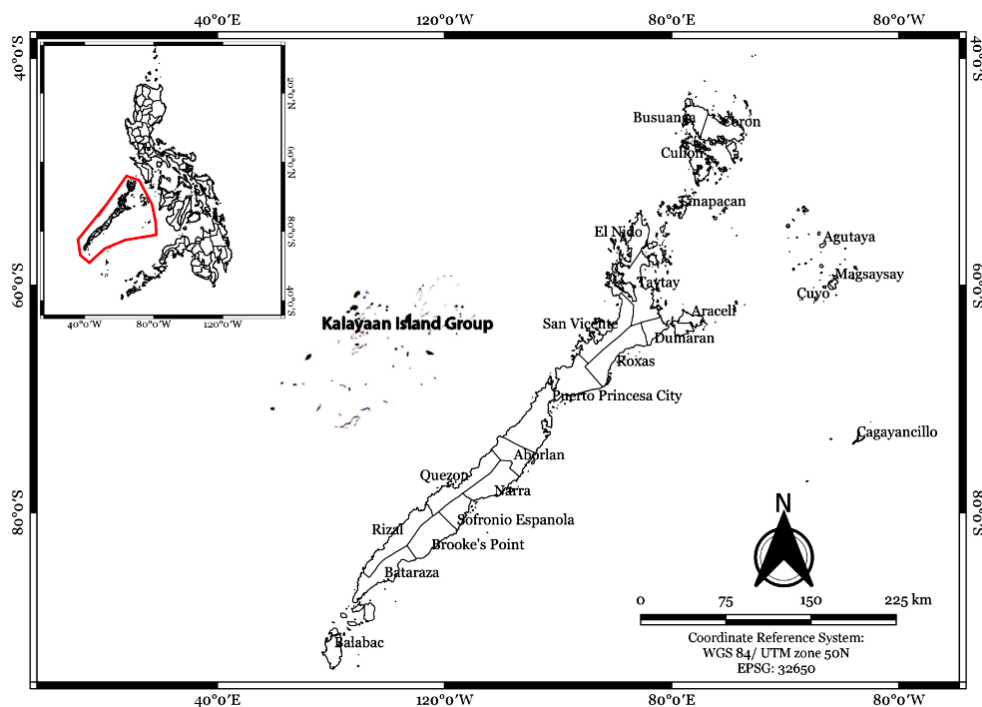 40°0'E 120°0'W 80°0'E 80°0'W
40°0'S
40°0'S
20°0'N
60°0'N
80°0'S
40°0'S
40°0'W 80°0'W 120°0'W
Busuanga
Coron
Culion
Linapacan
El Nido
Agutaya
Magsaysay
Taytay
Cuyo
60°0'S
60°0'S
Kalayaan Island Group
San Vicente
Araceli
Dumaran
Roxas
Puerto Princesa City
Cagayancillo
Aborlan
Quezon
Narra
80°0'S
80°0'S
Sofronio Espanola
Rizal
Brooke's Point
Bataraza
Balabac
N
0 75 150 225 km
Coordinate Reference System:
WGS 84/ UTM zone 50N
EPSG: 32650
40°0'E 120°0'W 80°0'E 80°0'W